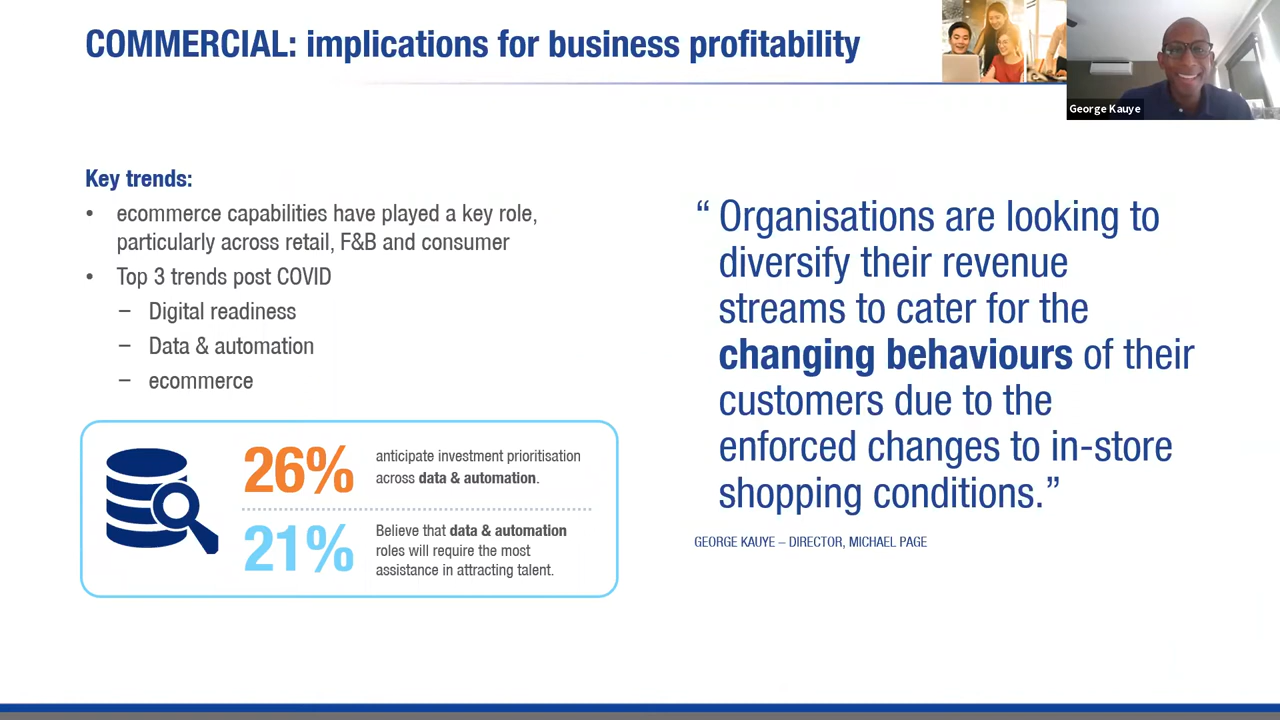 COMMERCIAL: implications for business profitability
George Kauye
Key trends:
• ecommerce capabilities have played a key role,
particularly across retail, F&B and consumer
• Top 3 trends post COVID
– Digital readiness
– Data & automation
– ecommerce
26% anticipate investment prioritisation
across data & automation.
21% Believe that data & automation
roles will require the most
assistance in attracting talent.
“ Organisations are looking to
diversify their revenue
streams to cater for the
changing behaviours of their
customers due to the
enforced changes to in-store
shopping conditions.”
GEORGE KAUYE – DIRECTOR, MICHAEL PAGE